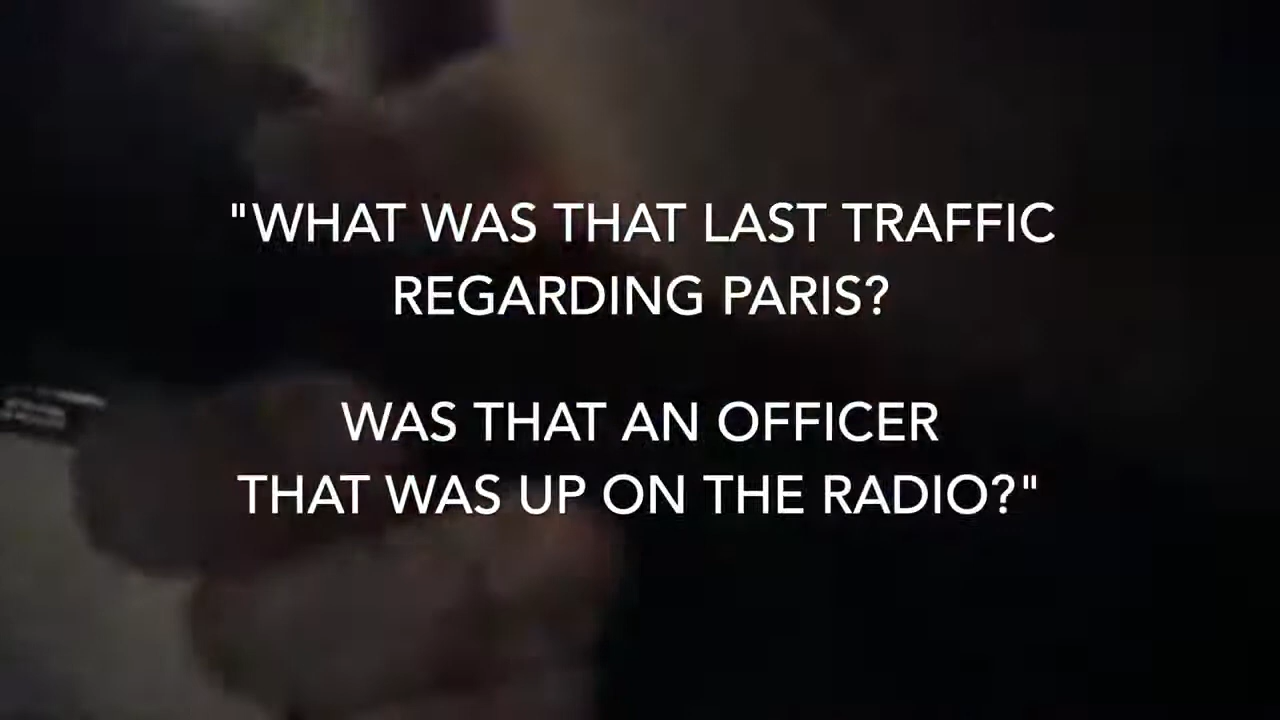 "WHAT WAS THAT LAST TRAFFIC
REGARDING PARIS?
WAS THAT AN OFFICER
THAT WAS UP ON THE RADIO?"